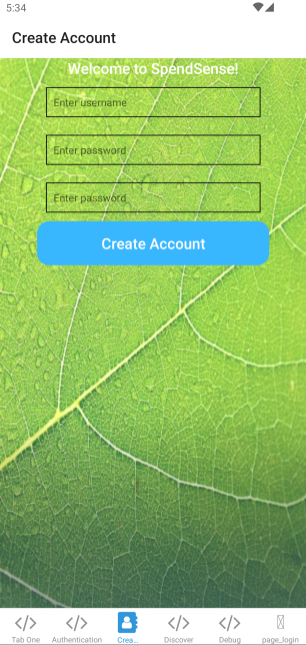 5:34
Create Account
Welcome to SpendSense!
Enter username
Enter password
Enter password
Create Account
Tab One
Authentication
Crea...
Discover
Debug
page_login